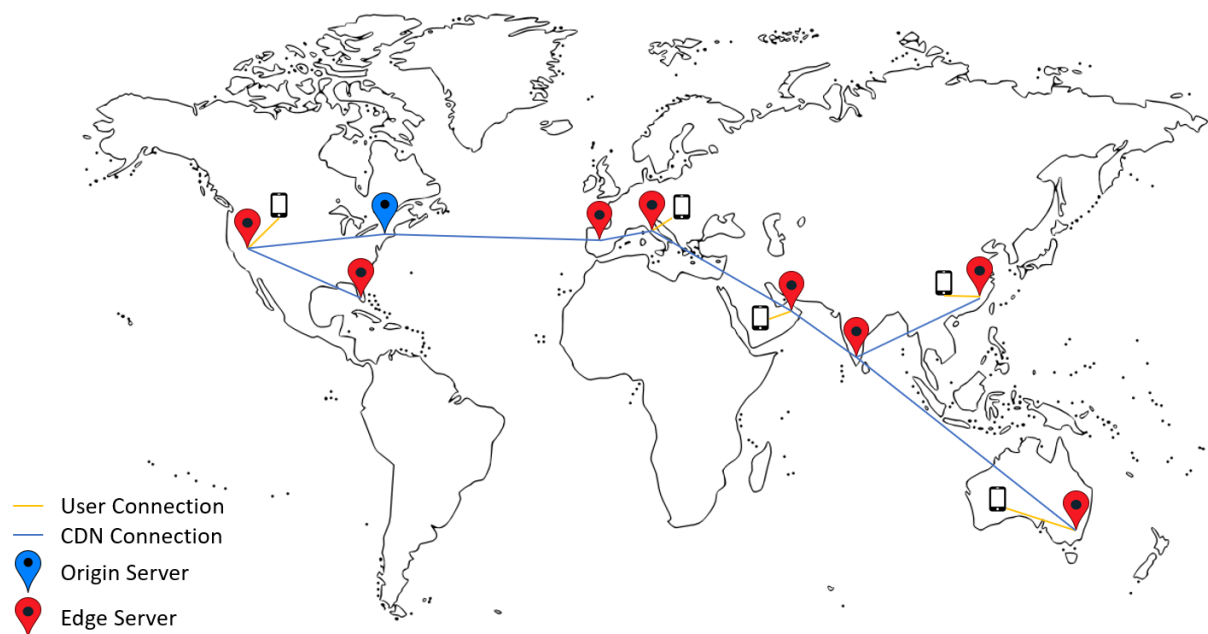 User Connection
CDN Connection
Origin Server
Edge Server